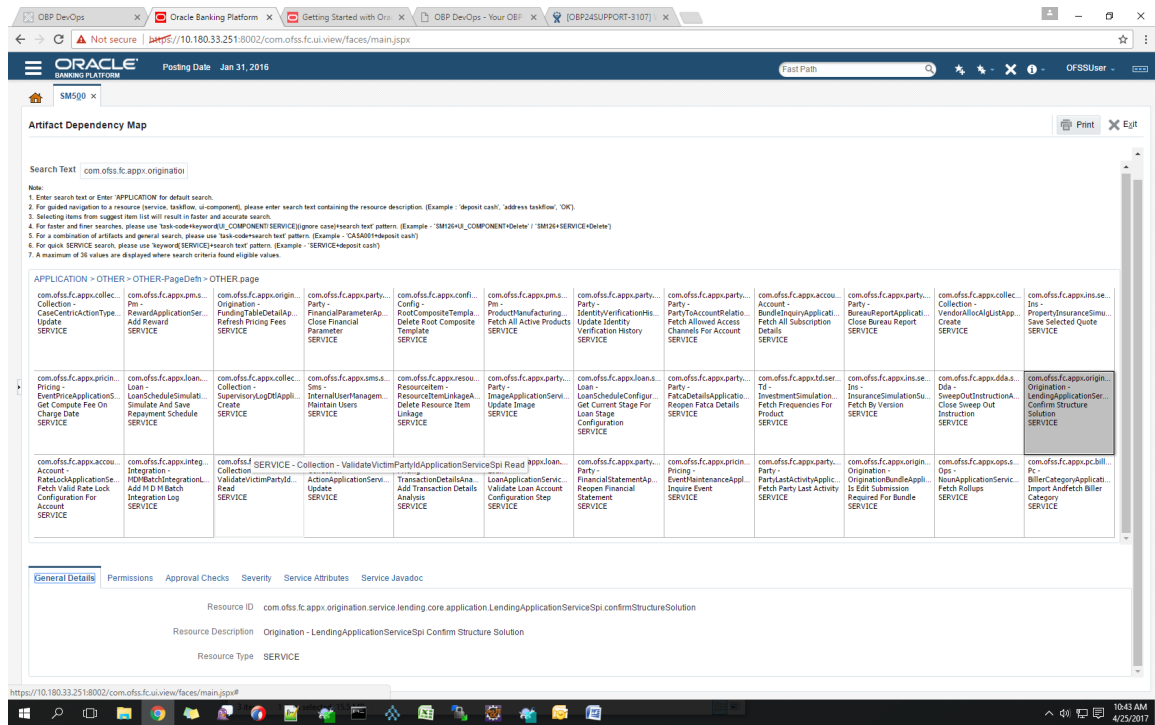 OBP DevOps
Oracle Banking Platform
Getting Started with Ora
OBP DevOps - Your OBP
[OBP24SUPPORT-3107]
Not secure | https://10.180.33.251:8002/com.ofss.fc.ui.view/faces/main.jspx
ORACLE
BANKING PLATFORM
Posting Date Jan 31, 2016
Fast Path
OFSSUser
SM500
Artifact Dependency Map
Print
Exit
Search Text com.ofss.fc.appx.origination
Note:
1. Enter search text or Enter 'APPLICATION' for default search.
2. For guided navigation to a resource (service, taskflow, ui-component), please enter search text containing the resource description. (Example : 'deposit cash', 'address taskflow', 'OK').
3. Selecting items from suggest item list will result in faster and accurate search.
4. For faster and finer searches, please use 'task-code+keyword(UI_COMPONENT/SERVICE)(ignore case)+search text' pattern. (Example - 'SM126+UI_COMPONENT+Delete' / 'SM126+SERVICE+Delete')
5. For a combination of artifacts and general search, please use 'task-code+search text' pattern. (Example - 'CASA001+deposit cash')
6. For quick SERVICE search, please use 'keyword(SERVICE)+search text' pattern. (Example - 'SERVICE+deposit cash')
7. A maximum of 36 values are displayed where search criteria found eligible values.
APPLICATION > OTHER > OTHER-PageDefn > OTHER.page
com.ofss.fc.appx.collec...
Collection -
CaseCentricActionType...
Update
SERVICE
com.ofss.fc.appx.pm.s...
Pm -
RewardApplicationSer...
Add Reward
SERVICE
com.ofss.fc.appx.origin...
Origination -
FundingTableDetailAp...
Refresh Pricing Fees
SERVICE
com.ofss.fc.appx.party....
Party -
FinancialParameterAp...
Close Financial
Parameter
SERVICE
com.ofss.fc.appx.confi...
Config -
RootCompositeTempla...
Delete Root Composite
Template
SERVICE
com.ofss.fc.appx.pm.s...
Pm -
ProductManufacturing...
Fetch All Active Products
SERVICE
com.ofss.fc.appx.party....
Party -
IdentityVerificationHis...
Update Identity
Verification History
SERVICE
com.ofss.fc.appx.party....
Party -
PartyToAccountRelatio...
Fetch Allowed Access
Channels For Account
SERVICE
com.ofss.fc.appx.accou...
Account -
BundleInquiryApplicati...
Fetch All Subscription
Details
SERVICE
com.ofss.fc.appx.party....
Party -
BureauReportApplicati...
Close Bureau Report
SERVICE
com.ofss.fc.appx.collec...
Collection -
VendorAllocAlgListApp...
Create
SERVICE
com.ofss.fc.appx.ins.se...
Ins -
PropertyInsuranceSimu...
Save Selected Quote
SERVICE
com.ofss.fc.appx.pricin...
Pricing -
EventPriceApplicationS...
Get Compute Fee On
Charge Date
SERVICE
com.ofss.fc.appx.loan....
Loan -
LoanScheduleSimulati...
Simulate And Save
Repayment Schedule
SERVICE
com.ofss.fc.appx.collec...
Collection -
SupervisoryLogDtlAppli...
Create
SERVICE
com.ofss.fc.appx.sms.s...
Sms -
InternalUserManagem...
Maintain Users
SERVICE
com.ofss.fc.appx.resou...
Resourceitem -
ResourceItemLinkageA...
Delete Resource Item
Linkage
SERVICE
com.ofss.fc.appx.party....
Party -
ImageApplicationServi...
Update Image
SERVICE
com.ofss.fc.appx.loan.s...
Loan -
LoanScheduleConfigur...
Get Current Stage For
Loan Stage
Configuration
SERVICE
com.ofss.fc.appx.party....
Party -
FatcaDetailsApplicatio...
Reopen Fatca Details
SERVICE
com.ofss.fc.appx.td.ser...
Td -
InvestmentSimulation...
Fetch Frequencies For
Product
SERVICE
com.ofss.fc.appx.ins.se...
Ins -
InsuranceSimulationSu...
Fetch By Version
SERVICE
com.ofss.fc.appx.dda.s...
Dda -
SweepOutInstructionA...
Close Sweep Out
Instruction
SERVICE
com.ofss.fc.appx.origin...
Origination -
LendingApplicationSer...
Confirm Structure
Solution
SERVICE
com.ofss.fc.appx.accou...
Account -
RateLockApplicationSe...
Fetch Valid Rate Lock
Configuration For
Account
SERVICE
com.ofss.fc.appx.integ...
Integration -
MDMBatchIntegrationL...
Add M D M Batch
Integration Log
SERVICE
com.ofss.f
SERVICE - Collection - ValidateVictimPartyIdApplicationServiceSpi Read
ValidateVictimPartyId...
Read
SERVICE
ActionApplicationServi...
Update
SERVICE
TransactionDetailsAna...
Add Transaction Details
Analysis
SERVICE
appx.loan....
LoanApplicationServic...
Validate Loan Account
Configuration Step
SERVICE
com.ofss.fc.appx.party....
Party -
FinancialStatementAp...
Reopen Financial
Statement
SERVICE
com.ofss.fc.appx.pricin...
Pricing -
EventMaintenanceAppl...
Inquire Event
SERVICE
com.ofss.fc.appx.party....
Party -
PartyLastActivityApplic...
Fetch Party Last Activity
SERVICE
com.ofss.fc.appx.origin...
Origination -
OriginationBundleAppli...
Is Edit Submission
Required For Bundle
SERVICE
com.ofss.fc.appx.ops.s...
Ops -
NounApplicationServic...
Fetch Rollups
SERVICE
com.ofss.fc.appx.pc.bill...
Pc -
BillerCategoryApplicati...
Import Andfetch Biller
Category
SERVICE
General Details Permissions Approval Checks Severity Service Attributes Service Javadoc
Resource ID com.ofss.fc.appx.origination.service.lending.core.application.LendingApplicationServiceSpi.confirmStructureSolution
Resource Description Origination - LendingApplicationServiceSpi Confirm Structure Solution
Resource Type SERVICE
https://10.180.33.251:8002/com.ofss.fc.ui.view/faces/main.jspx#
10:43 AM
4/25/2017